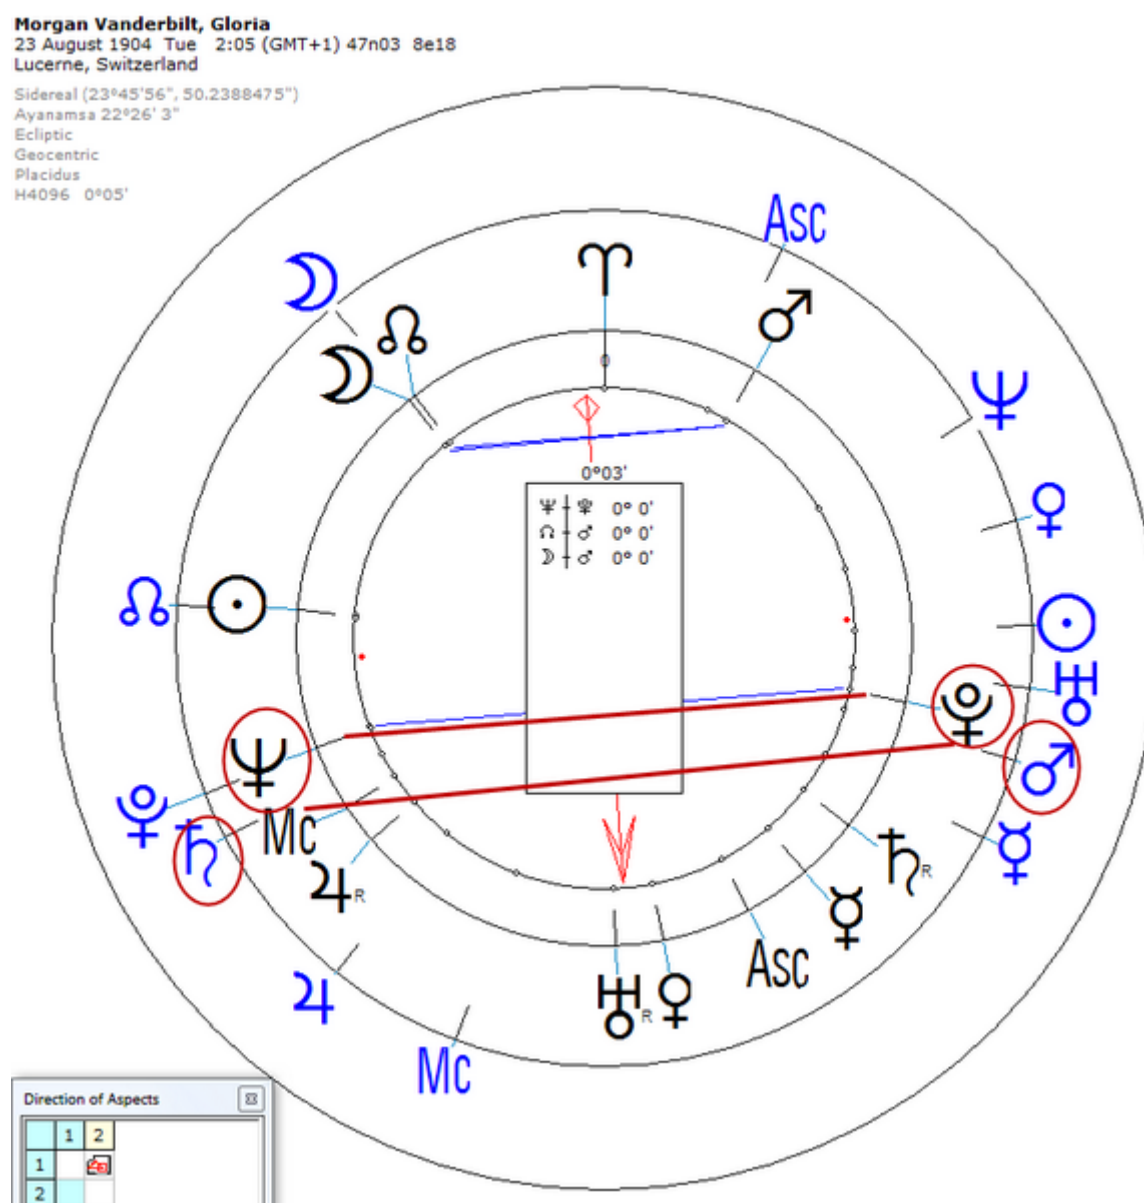 Morgan Vanderbilt, Gloria
23 August 1904 Tue 2:05 (GMT+1) 47n03 8e18
Lucerne, Switzerland
Sidereal (23°45'56", 50.2388475")
Ayanamsa 22°26' 3"
Ecliptic
Geocentric
Placidus
H4096 0°05'
Asc
☽
♈
☊
♂
☽
♆
0
0°03'
♆ ┼ ♇ 0° 0'
☊ ┼ ♂ 0° 0'
☽ ┼ ♂ 0° 0'
♀
☊
☉
☉
♅
♇
♆
♂
♇
♄
Mc
☿
♄R
♃R
☿
Asc
♃
♅R
♀
Mc
Direction of Aspects
1 2
1
2